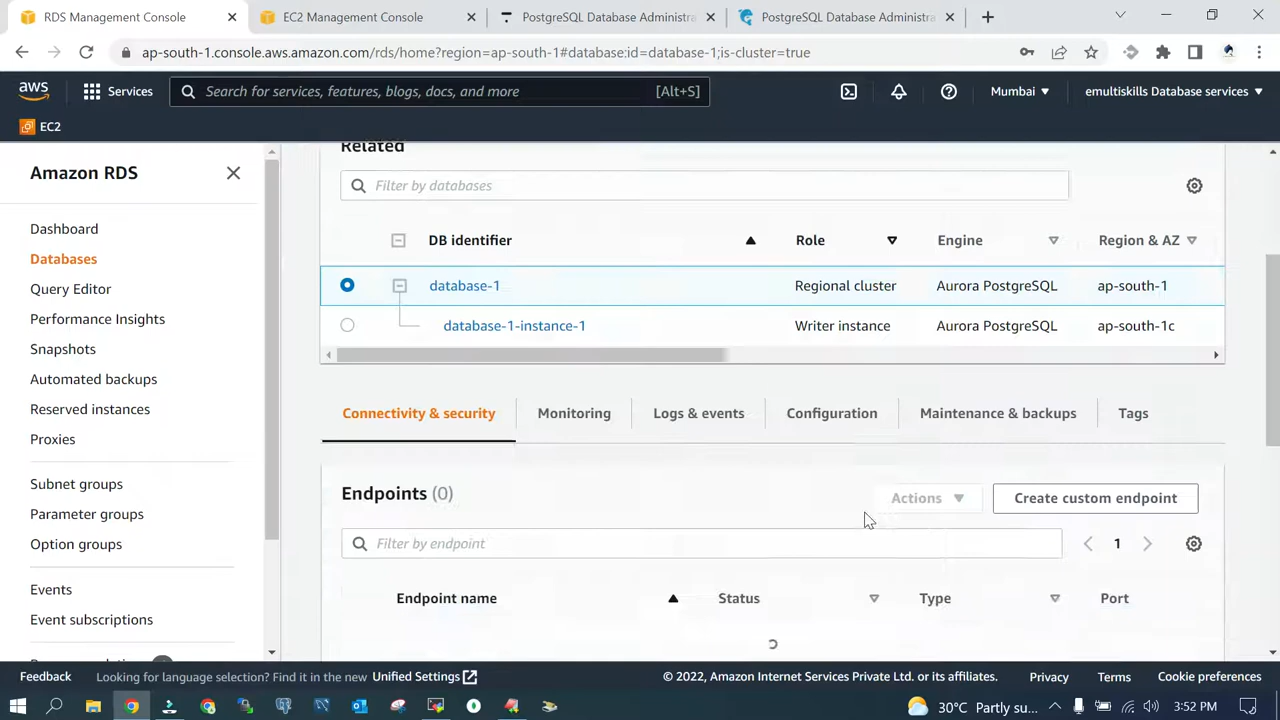 RDS Management Console
EC2 Management Console
PostgreSQL Database Administra
PostgreSQL Database Administra
ap-south-1.console.aws.amazon.com/rds/home?region=ap-south-1#database:id=database-1;is-cluster=true
aws
Services
Search for services, features, blogs, docs, and more
[Alt+S]
Mumbai
emultiskills Database services
EC2
Amazon RDS
Dashboard
Databases
Query Editor
Performance Insights
Snapshots
Automated backups
Reserved instances
Proxies
Subnet groups
Parameter groups
Option groups
Events
Event subscriptions
Related
Filter by databases
DB identifier
Role
Engine
Region & AZ
database-1
Regional cluster
Aurora PostgreSQL
ap-south-1
database-1-instance-1
Writer instance
Aurora PostgreSQL
ap-south-1c
Connectivity & security
Monitoring
Logs & events
Configuration
Maintenance & backups
Tags
Endpoints (0)
Actions
Create custom endpoint
Filter by endpoint
1
Endpoint name
Status
Type
Port
Feedback
Looking for language selection? Find it in the new Unified Settings
© 2022, Amazon Internet Services Private Ltd. or its affiliates.
Privacy
Terms
Cookie preferences
30°C Partly su...
3:52 PM